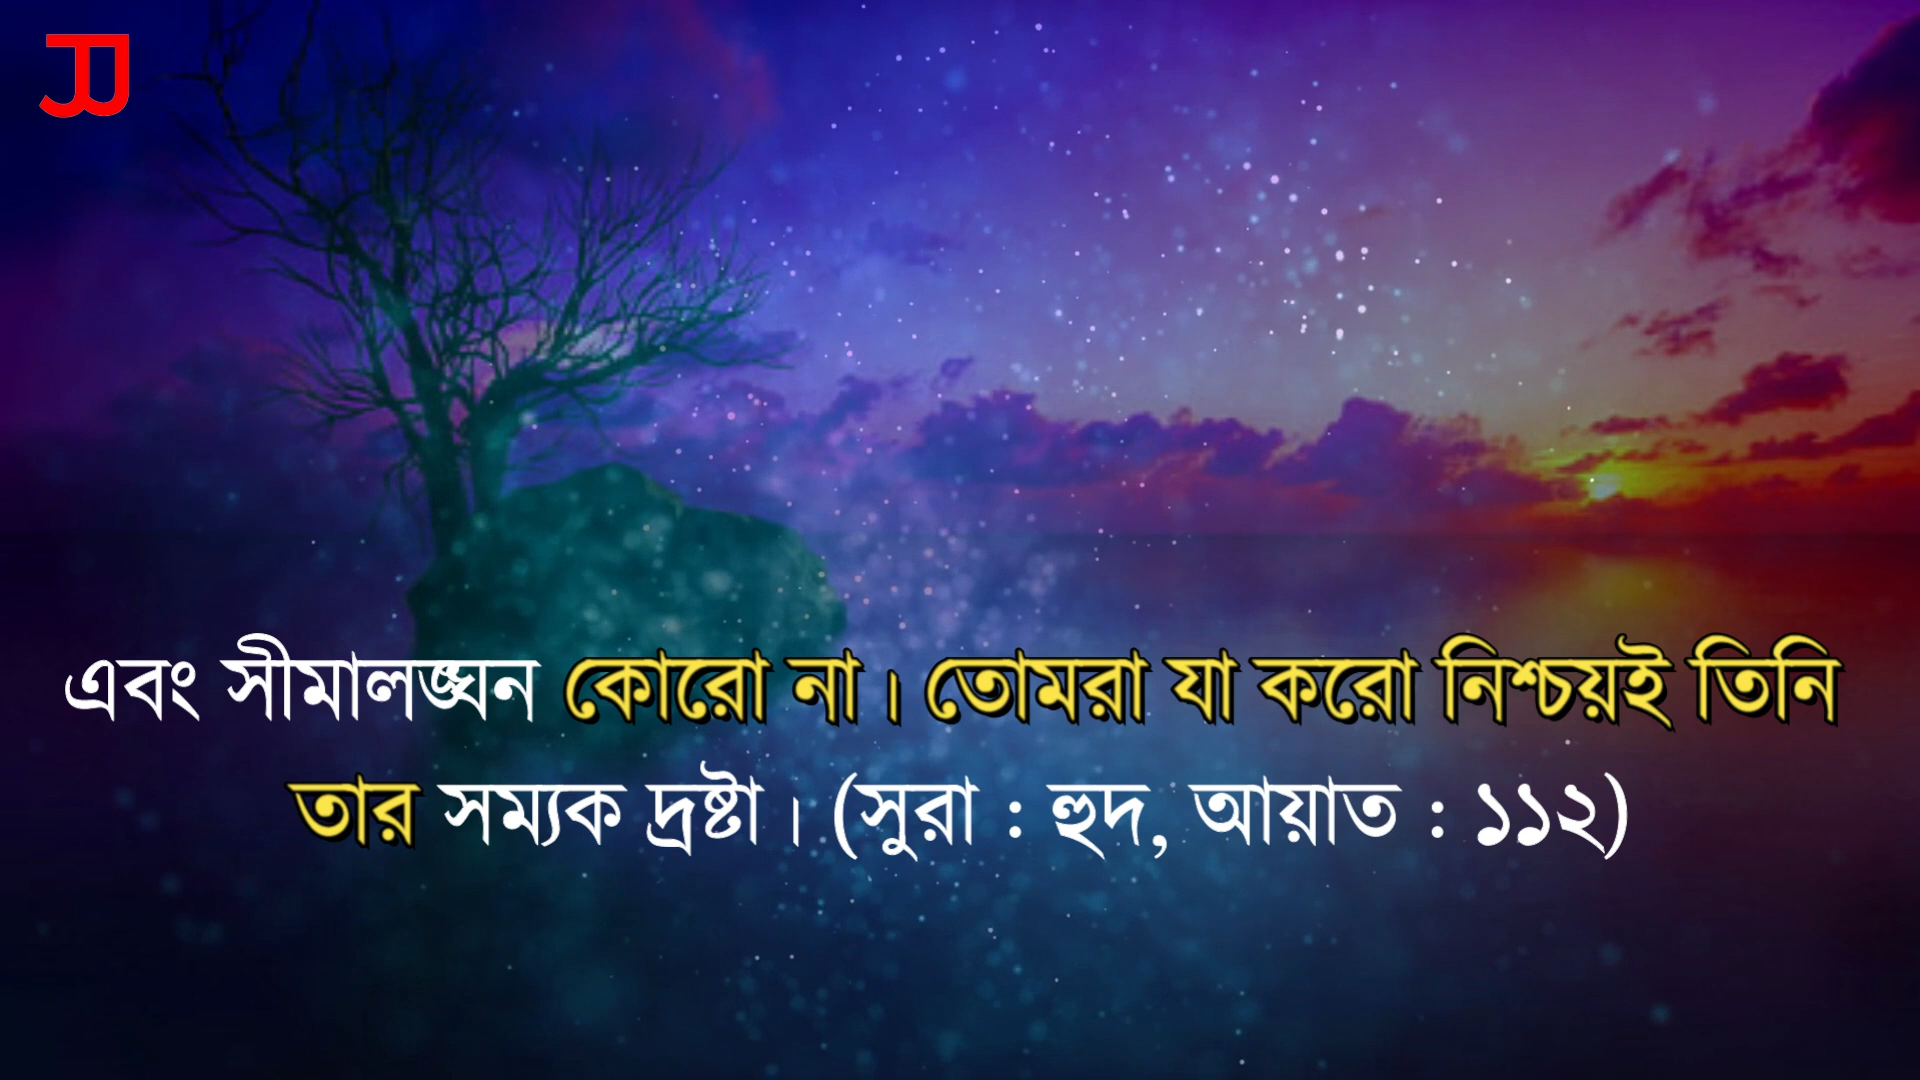 এবং সীমালঙ্ঘন কোরো না। তোমরা যা করো নিশ্চয়ই তিনি
তার সম্যক দ্রষ্টা। (সুরা : হুদ, আয়াত : ১১২)